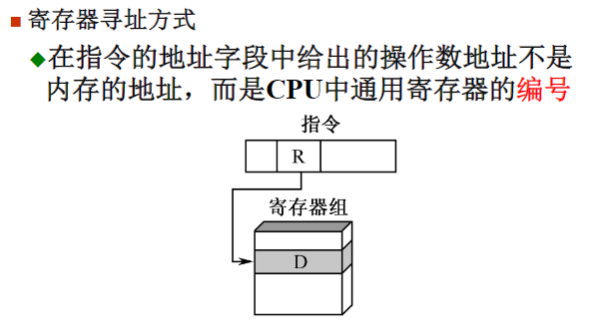 寄存器寻址方式
在指令的地址字段中给出的操作数地址不是
内存的地址，而是CPU中通用寄存器的编号
指令
R
寄存器组
D